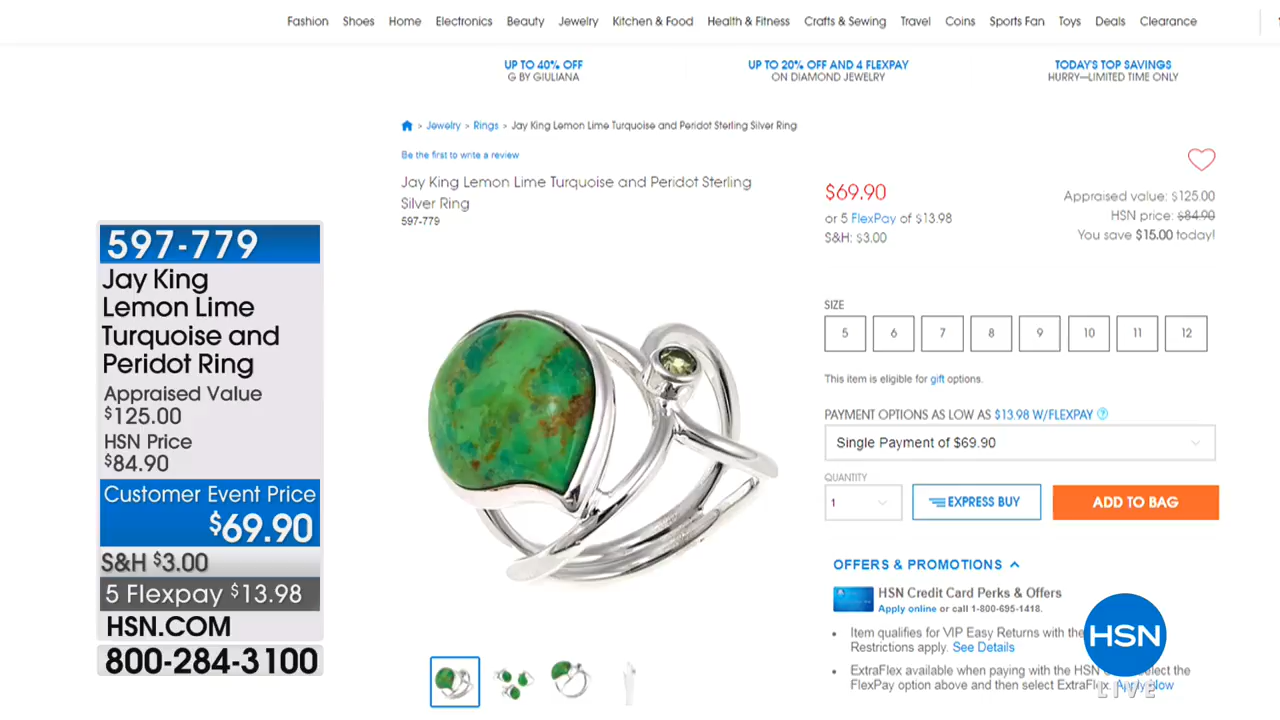 Fashion Shoes Home Electronics Beauty Jewelry Kitchen & Food Health & Fitness Crafts & Sewing Travel Coins Sports Fan Toys Deals Clearance
UP TO 40% OFF
G BY GIULIANA
UP TO 20% OFF AND 4 FLEXPAY
ON DIAMOND JEWELRY
TODAY'S TOP SAVINGS
HURRY—LIMITED TIME ONLY
> Jewelry > Rings > Jay King Lemon Lime Turquoise and Peridot Sterling Silver Ring
Be the first to write a review
Jay King Lemon Lime Turquoise and Peridot Sterling
Silver Ring
597-779
$69.90
or 5 FlexPay of $13.98
S&H: $3.00
Appraised value: $125.00
HSN price: $84.90
You save $15.00 today!
SIZE
5 6 7 8 9 10 11 12
This item is eligible for gift options.
PAYMENT OPTIONS AS LOW AS $13.98 W/FLEXPAY ?
Single Payment of $69.90
QUANTITY
1
EXPRESS BUY
ADD TO BAG
OFFERS & PROMOTIONS
HSN Credit Card Perks & Offers
Apply online or call 1-800-695-1418.
• Item qualifies for VIP Easy Returns with the
Restrictions apply. See Details
• ExtraFlex available when paying with the HSN select the
FlexPay option above and then select ExtraFlex. Apply Now
HSN
LIVE
597-779
Jay King
Lemon Lime
Turquoise and
Peridot Ring
Appraised Value
$125.00
HSN Price
$84.90
Customer Event Price
$69.90
S&H $3.00
5 Flexpay $13.98
HSN.COM
800-284-3100